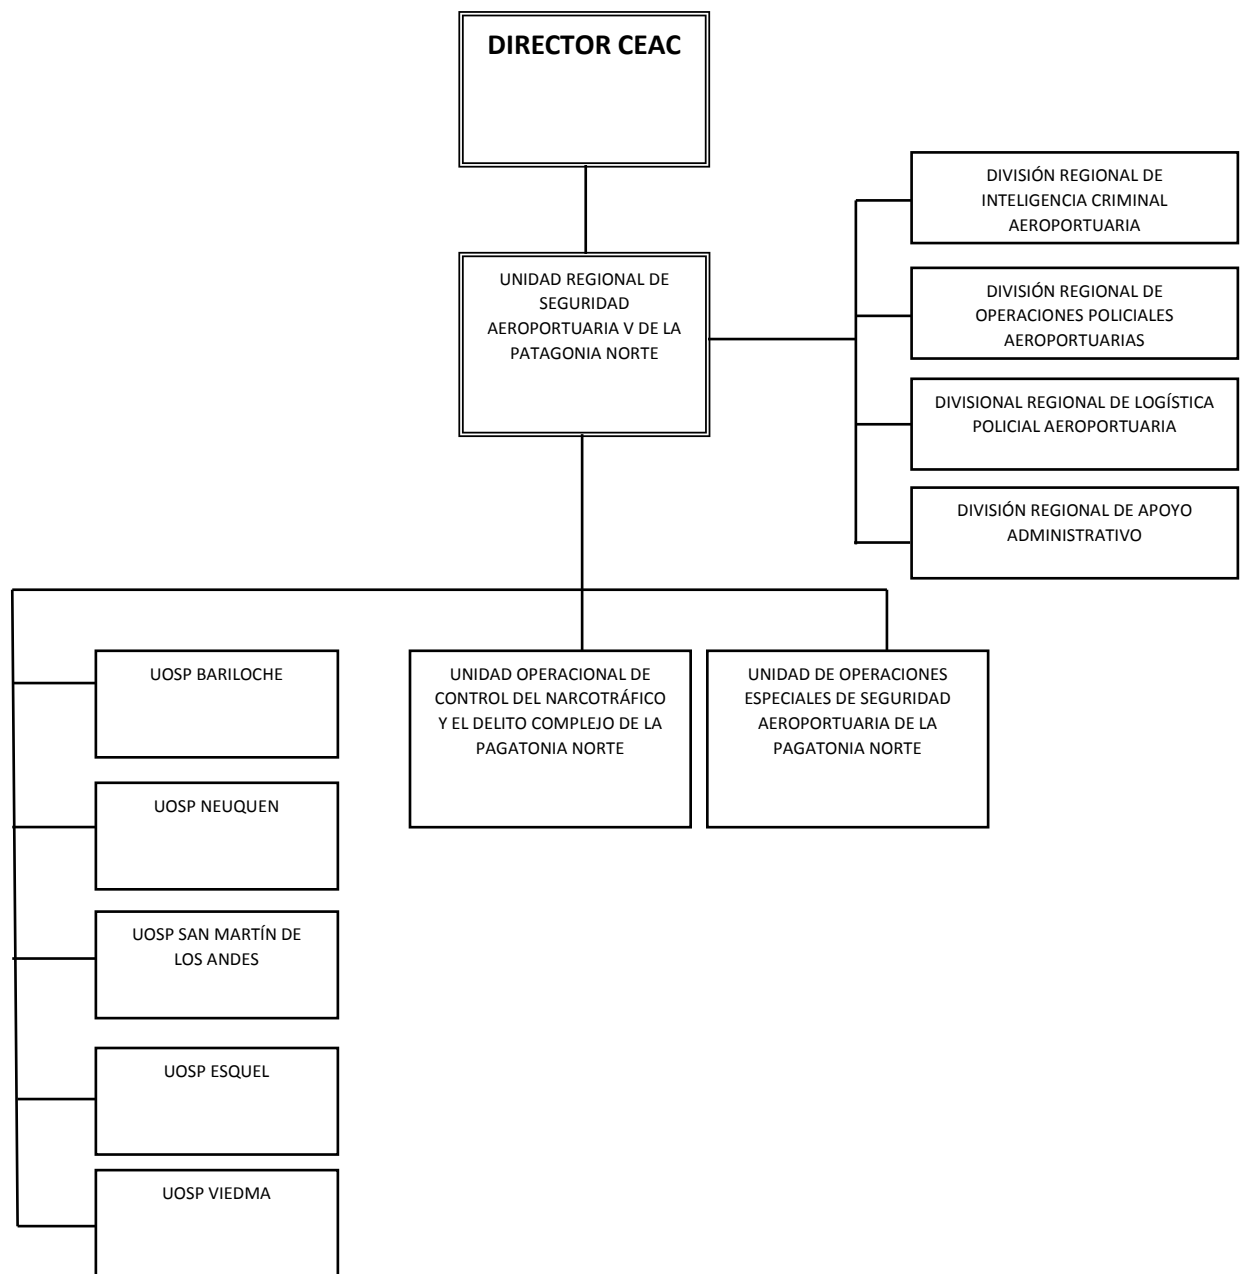 DIRECTOR CEAC
DIVISIÓN REGIONAL DE
INTELIGENCIA CRIMINAL
AEROPORTUARIA
UNIDAD REGIONAL DE
SEGURIDAD
AEROPORTUARIA V DE LA
PATAGONIA NORTE
DIVISIÓN REGIONAL DE
OPERACIONES POLICIALES
AEROPORTUARIAS
DIVISIONAL REGIONAL DE LOGÍSTICA
POLICIAL AEROPORTUARIA
DIVISIÓN REGIONAL DE APOYO
ADMINISTRATIVO
UOSP BARILOCHE
UNIDAD OPERACIONAL DE
CONTROL DEL NARCOTRÁFICO
Y EL DELITO COMPLEJO DE LA
PAGATONIA NORTE
UNIDAD DE OPERACIONES
ESPECIALES DE SEGURIDAD
AEROPORTUARIA DE LA
PAGATONIA NORTE
UOSP NEUQUEN
UOSP SAN MARTÍN DE
LOS ANDES
UOSP ESQUEL
UOSP VIEDMA